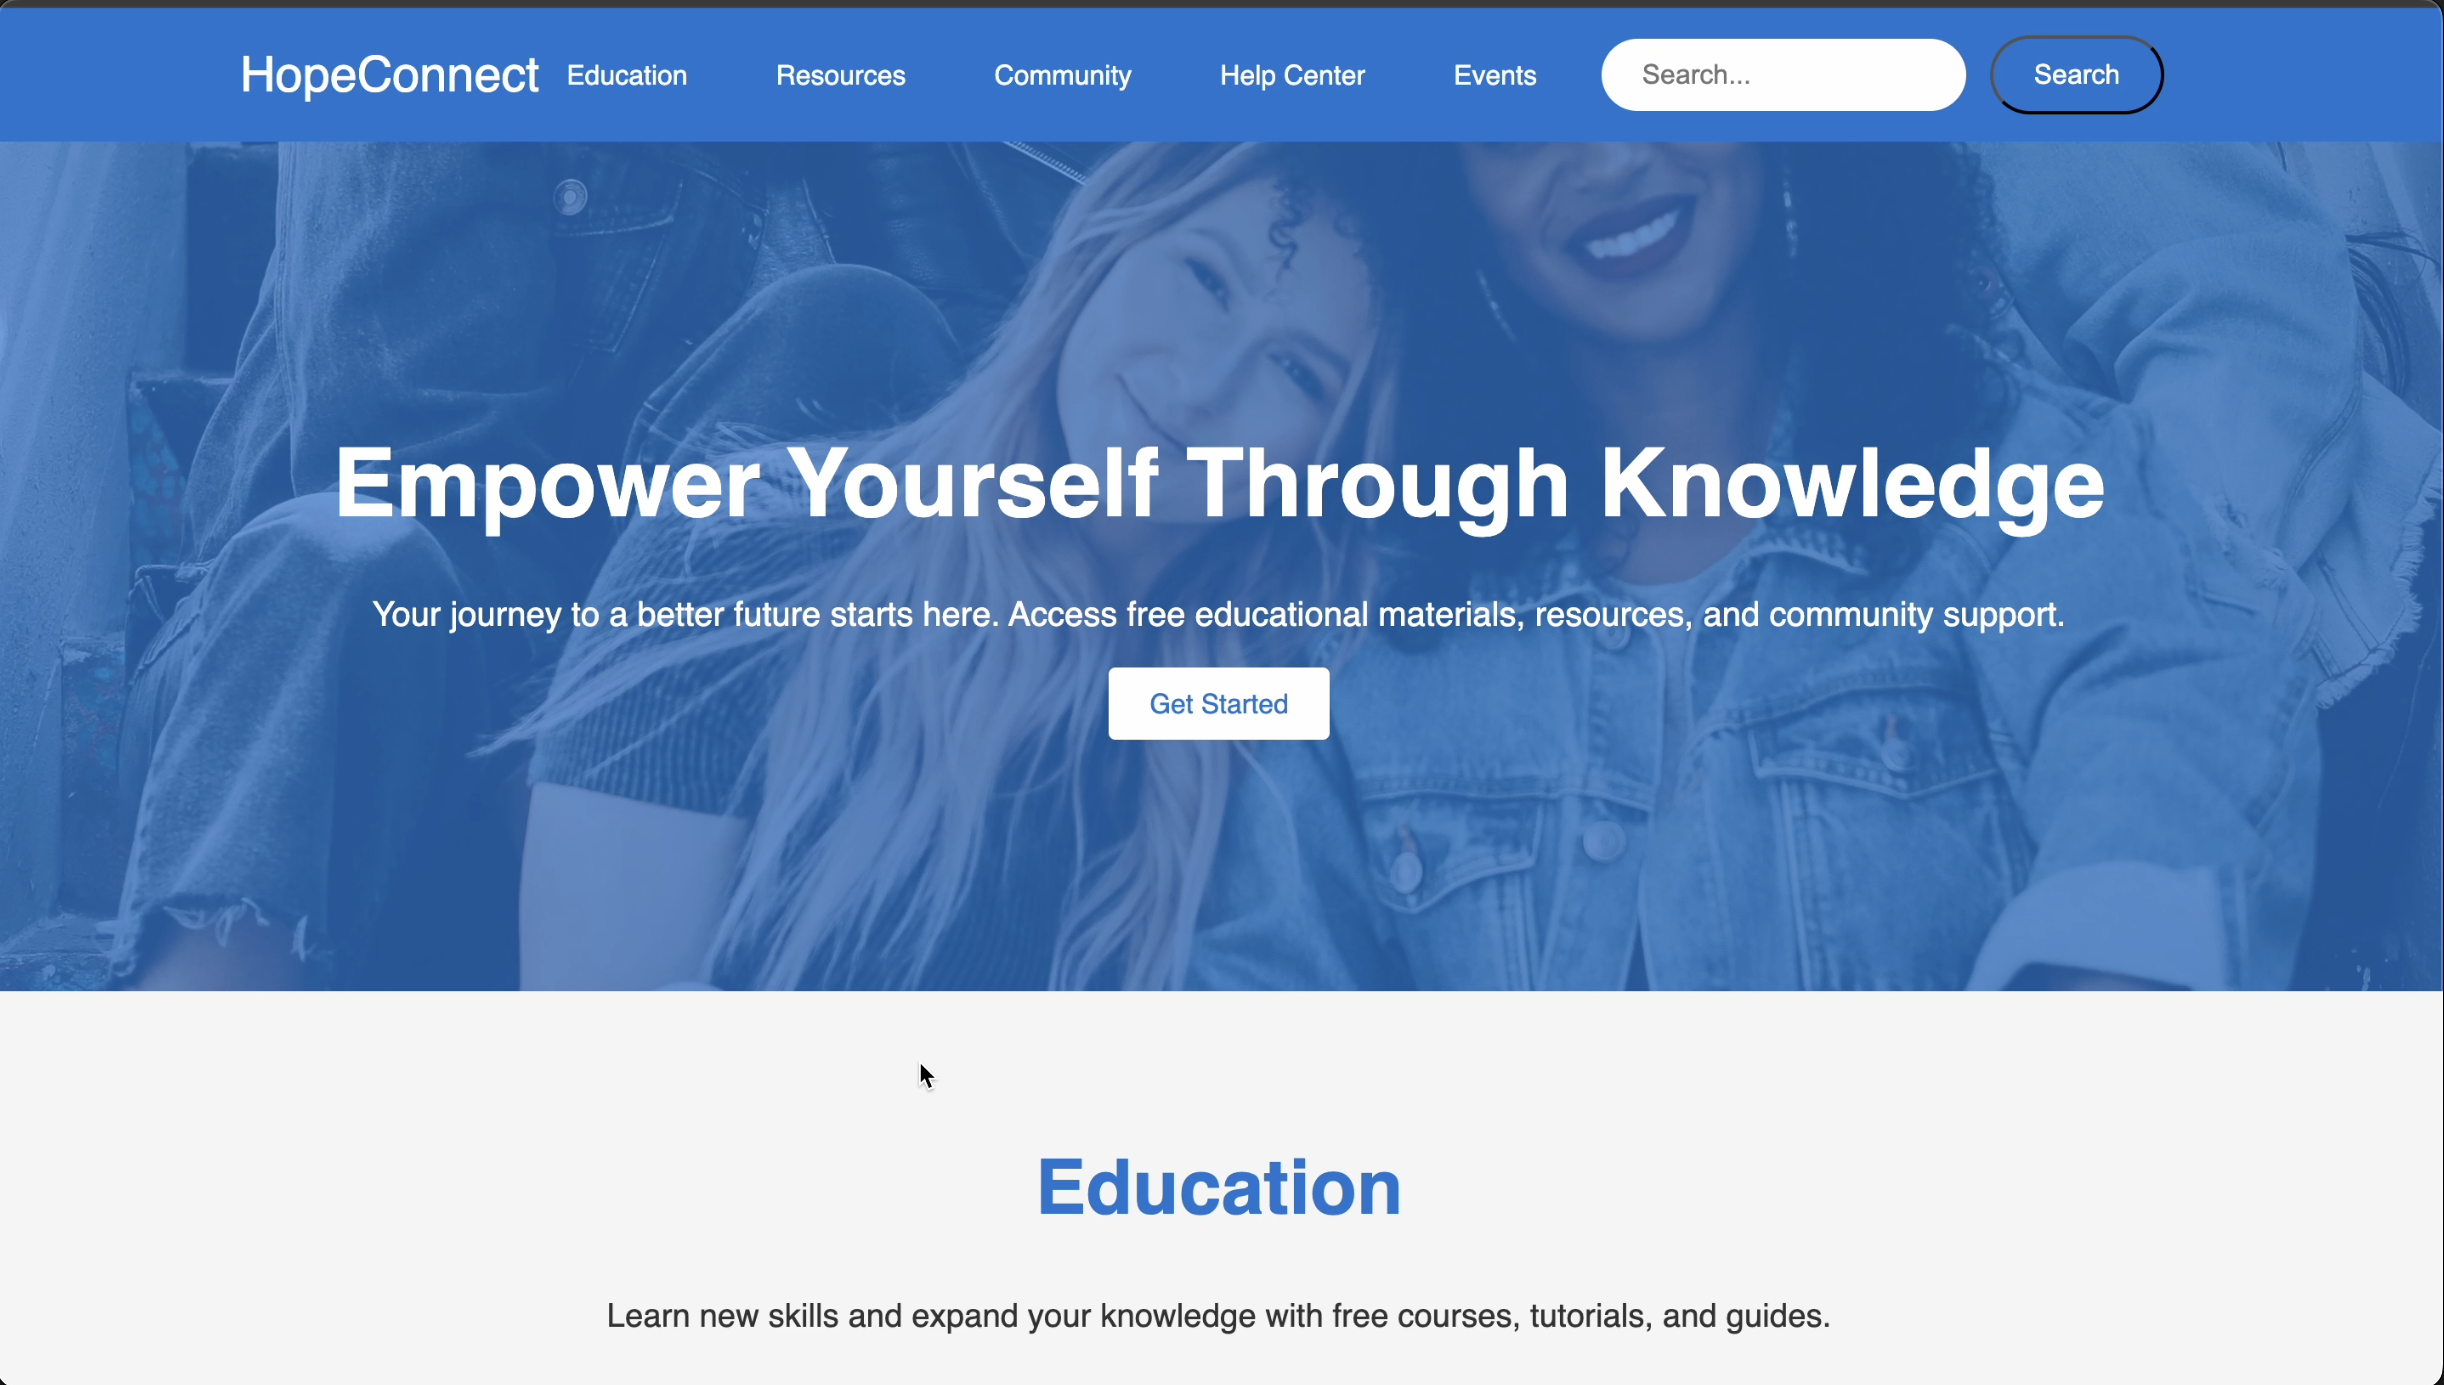 HopeConnect Education Resources Community Help Center Events Search... Search
Empower Yourself Through Knowledge
Your journey to a better future starts here. Access free educational materials, resources, and community support.
Get Started
Education
Learn new skills and expand your knowledge with free courses, tutorials, and guides.